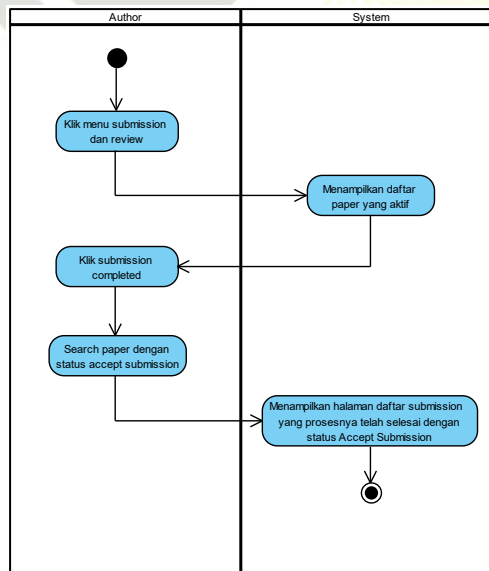 Author
System
Klik menu submission
dan review
Menampilkan daftar
paper yang aktif
Klik submission
completed
Search paper dengan
status accept submission
Menampilkan halaman daftar submission
yang prosesnya telah selesai dengan
status Accept Submission